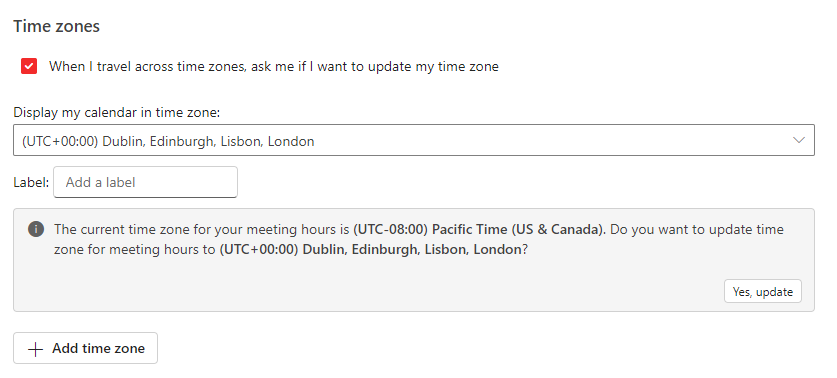 Time zones
When I travel across time zones, ask me if I want to update my time zone
Display my calendar in time zone:
(UTC+00:00) Dublin, Edinburgh, Lisbon, London
Label: Add a label
The current time zone for your meeting hours is (UTC-08:00) Pacific Time (US & Canada). Do you want to update time
zone for meeting hours to (UTC+00:00) Dublin, Edinburgh, Lisbon, London?
Yes, update
Add time zone